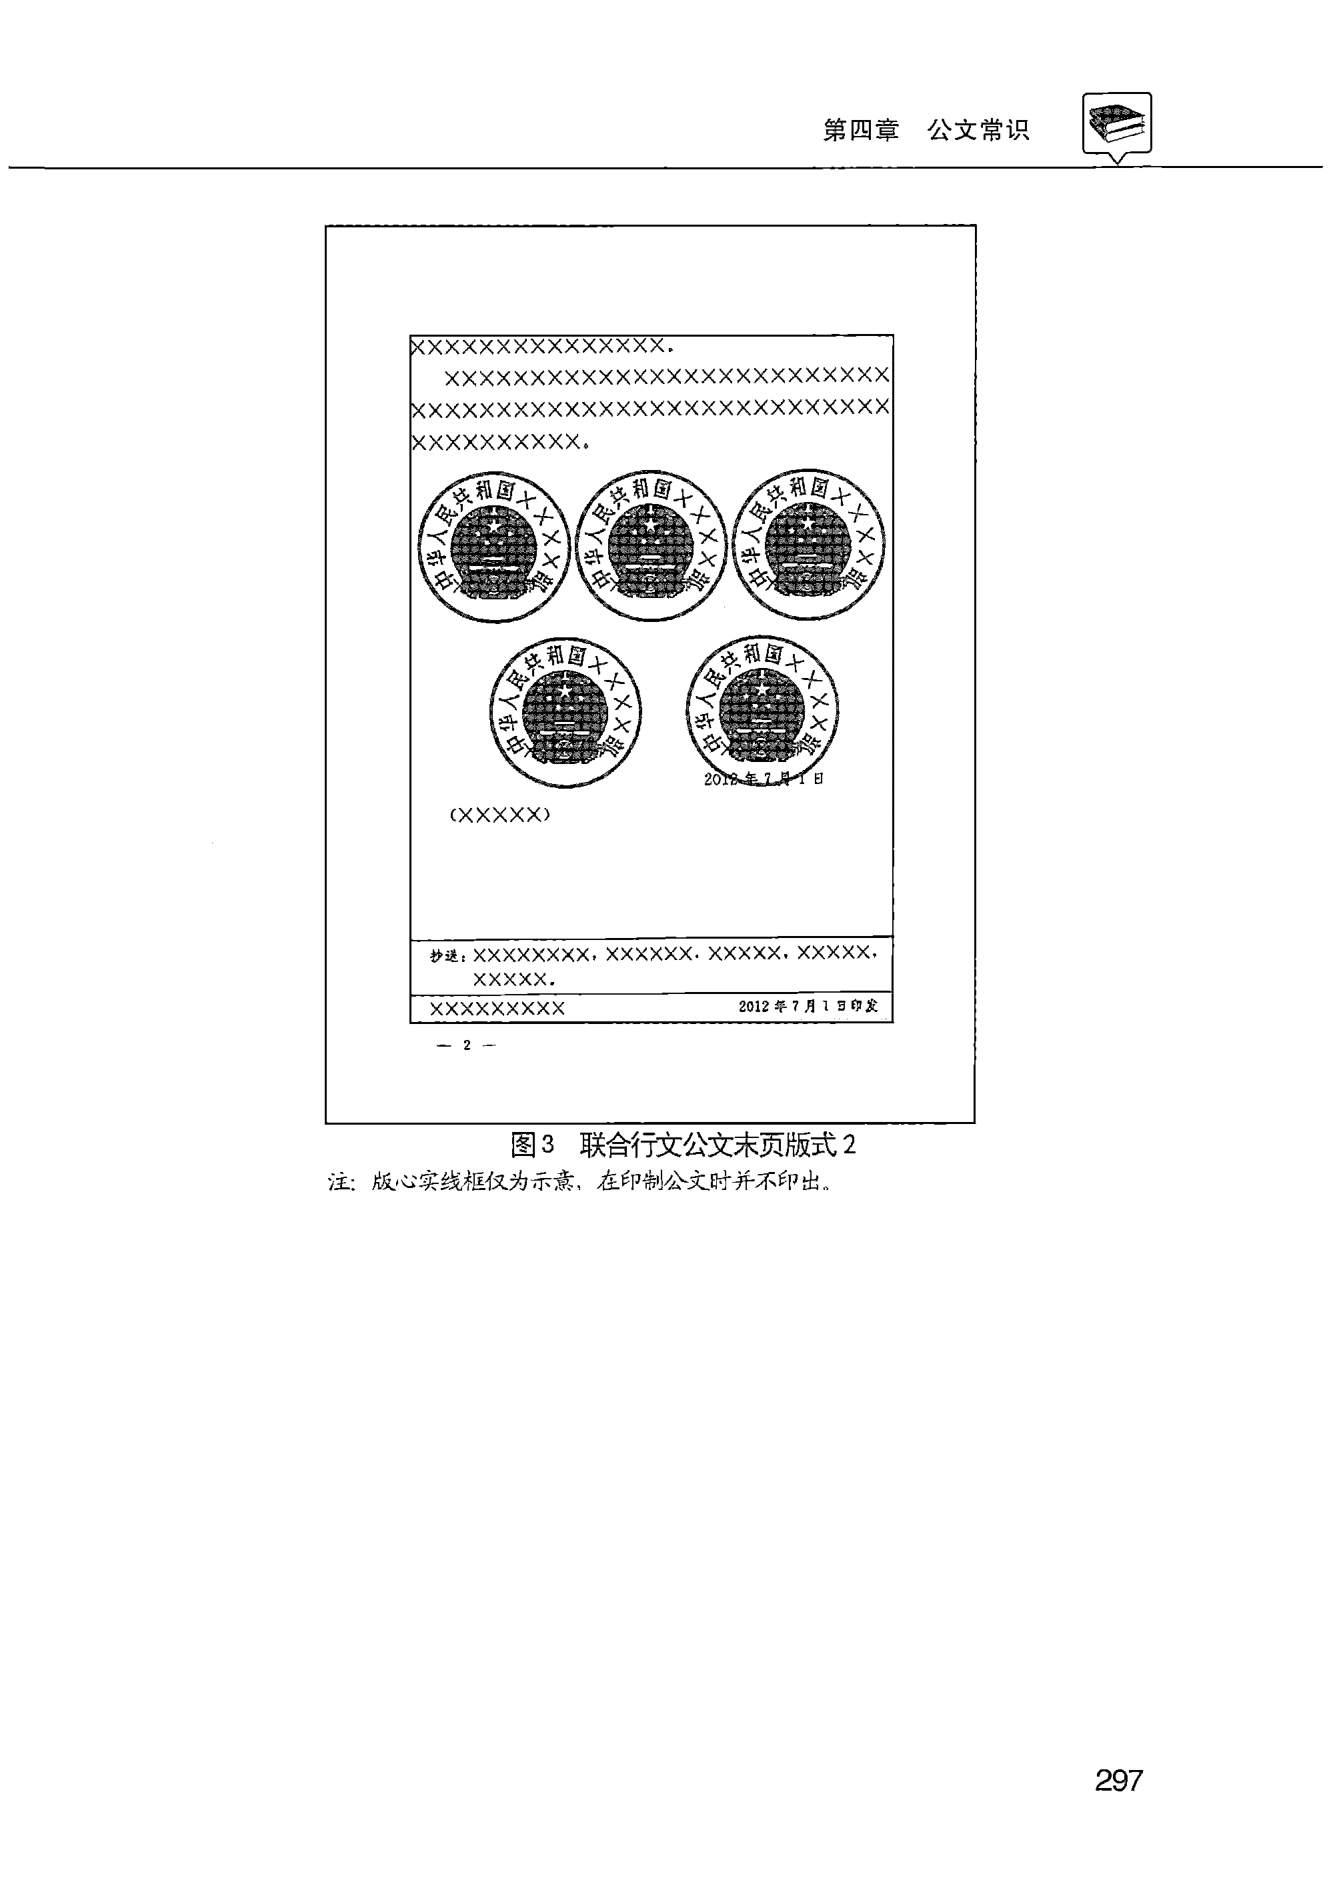 第四章 公文常识
XXXXXXXXXXXXXXX。
XXXXXXXXXXXXXXXXXXXXXXXXXX
XXXXXXXXXXXXXXXXXXXXXXXXXXXX
XXXXXXXXXX。
中华人民共和国XXXX部
中华人民共和国XXXX部
中华人民共和国XXXX部
中华人民共和国XXXX部
中华人民共和国XXXX部
2012年7月1日
(XXXXX)
抄送：XXXXXXXX，XXXXXX．XXXXX，XXXXX，
XXXXX.
XXXXXXXXX 2012年7月1日印发
— 2 —
图3 联合行文公文末页版式2
注：版心实线框仅为示意，在印制公文时并不印出。
297